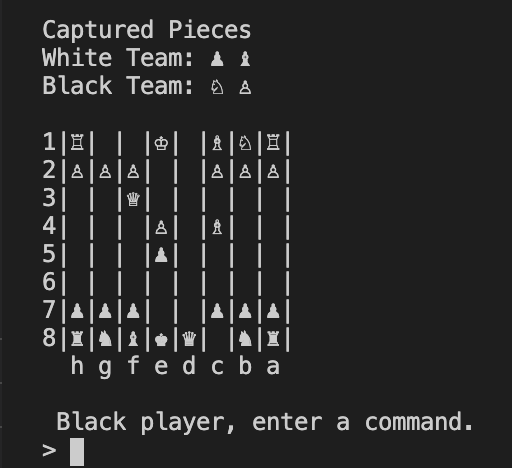 Captured Pieces
White Team: ♟ ♝
Black Team: ♘ ♙
1|♖| | |♔| |♗|♘|♖|
2|♙|♙|♙| | |♙|♙|♙|
3| | |♕| | | | | |
4| | | |♙| |♗| | |
5| | | |♟| | | | |
6| | | | | | | | |
7|♟|♟|♟| | |♟|♟|♟|
8|♜|♞|♝|♚|♛| |♞|♜|
h g f e d c b a
Black player, enter a command.
>